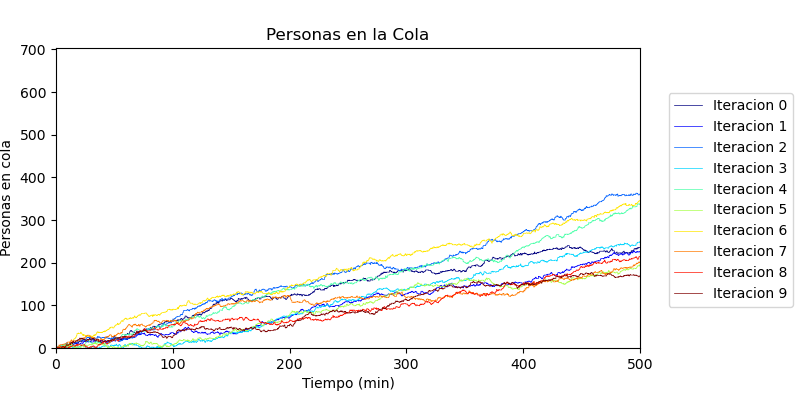 Personas en la Cola
Personas en cola
700
600
500
400
300
200
100
0
0 100 200 300 400 500
Tiempo (min)
Iteracion 0
Iteracion 1
Iteracion 2
Iteracion 3
Iteracion 4
Iteracion 5
Iteracion 6
Iteracion 7
Iteracion 8
Iteracion 9